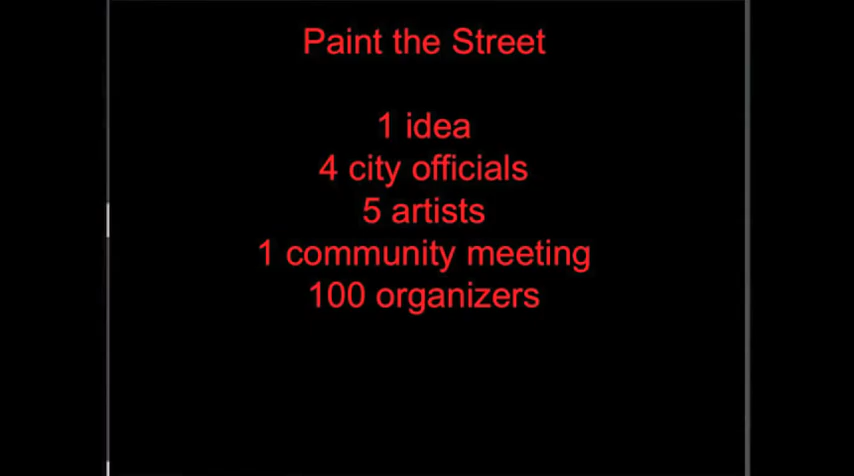 Paint the Street
1 idea
4 city officials
5 artists
1 community meeting
100 organizers